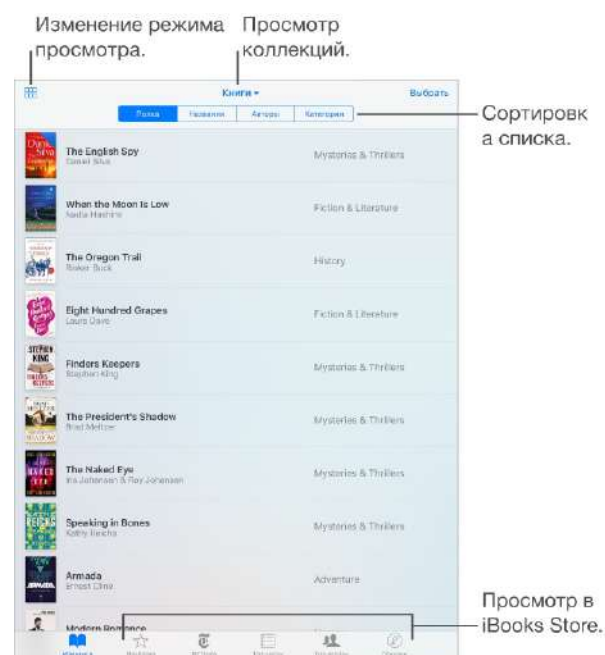 Изменение режима
просмотра.
Просмотр
коллекций.
Книги
Выбрать
Полка Названия Авторы Категории
Сортировк
а списка.
The English Spy
Daniel Silva
Mysteries & Thrillers
When the Moon Is Low
Nadia Hashimi
Fiction & Literature
The Oregon Trail
Rinker Buck
History
Eight Hundred Grapes
Laura Dave
Fiction & Literature
STEPHEN
KING
Finders Keepers
Stephen King
Mysteries & Thrillers
The President's Shadow
Brad Meltzer
Mysteries & Thrillers
The Naked Eye
Iris Johansen & Roy Johansen
Mysteries & Thrillers
REICHS
Speaking in Bones
Kathy Reichs
Mysteries & Thrillers
ARMADA
Armada
Ernest Cline
Adventure
Modern Romance
Просмотр в
iBooks Store.